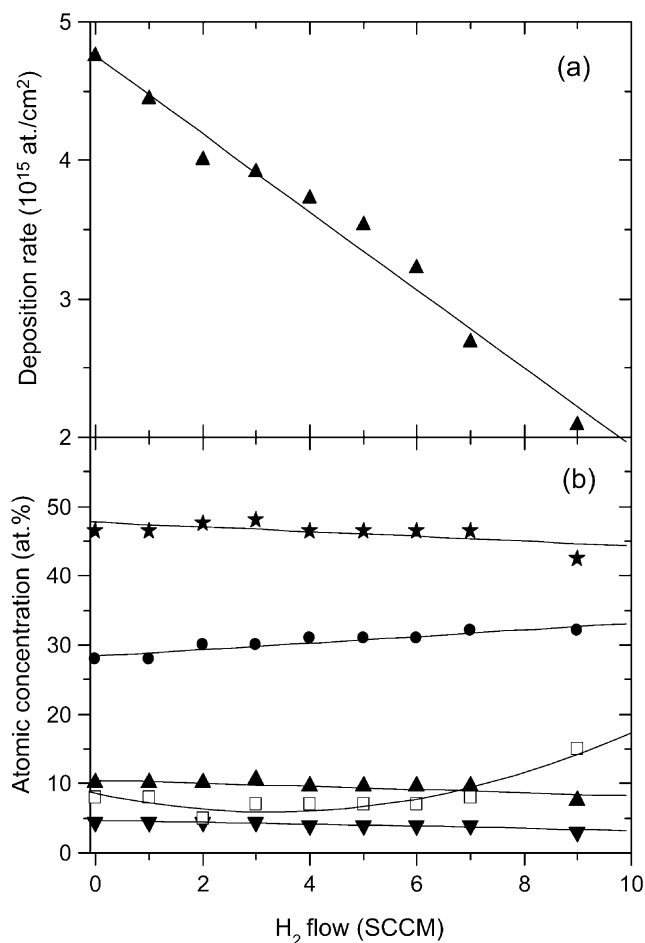 5
(a)
4
3
2
Deposition rate (10¹⁵ at./cm²)
(b)
50
40
30
20
10
0
Atomic concentration (at.%)
0 2 4 6 8 10
H₂ flow (SCCM)